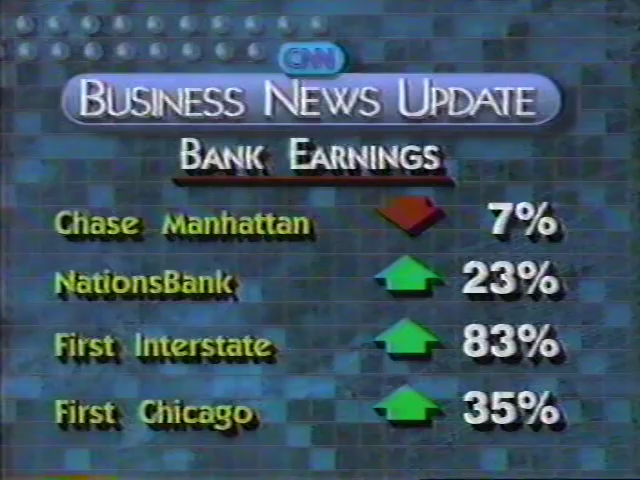 CNN
BUSINESS NEWS UPDATE
BANK EARNINGS
Chase Manhattan 7%
NationsBank 23%
First Interstate 83%
First Chicago 35%